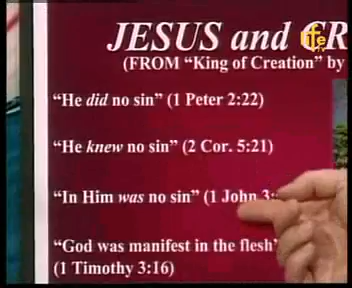 JESUS and CR
life
(FROM “King of Creation” by
“He did no sin” (1 Peter 2:22)
“He knew no sin” (2 Cor. 5:21)
“In Him was no sin” (1 John 3:
“God was manifest in the flesh”
(1 Timothy 3:16)